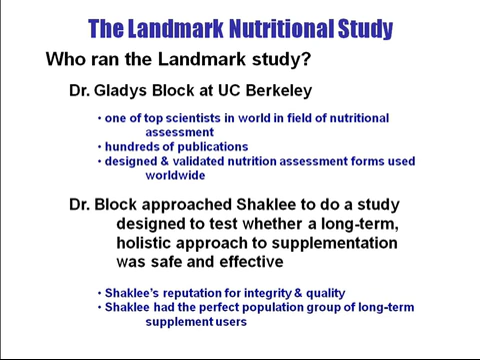 The Landmark Nutritional Study
Who ran the Landmark study?
Dr. Gladys Block at UC Berkeley
• one of top scientists in world in field of nutritional
assessment
• hundreds of publications
• designed & validated nutrition assessment forms used
worldwide
Dr. Block approached Shaklee to do a study
designed to test whether a long-term,
holistic approach to supplementation
was safe and effective
• Shaklee's reputation for integrity & quality
• Shaklee had the perfect population group of long-term
supplement users